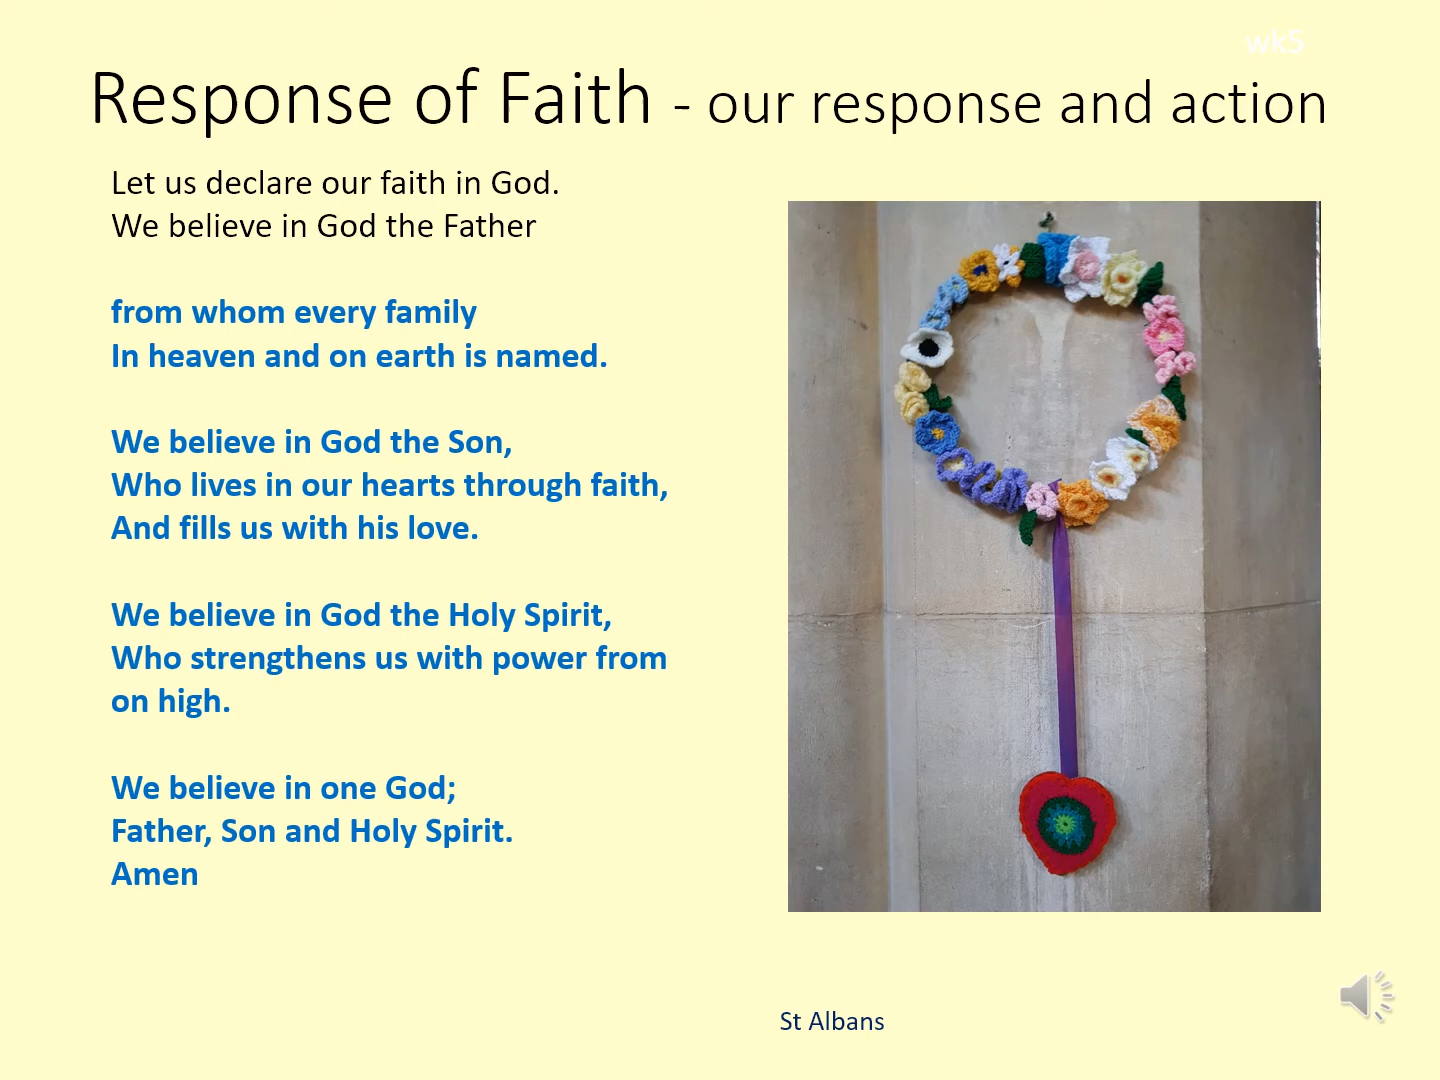 wk5
Response of Faith - our response and action
Let us declare our faith in God.
We believe in God the Father
from whom every family
In heaven and on earth is named.
We believe in God the Son,
Who lives in our hearts through faith,
And fills us with his love.
We believe in God the Holy Spirit,
Who strengthens us with power from
on high.
We believe in one God;
Father, Son and Holy Spirit.
Amen
St Albans